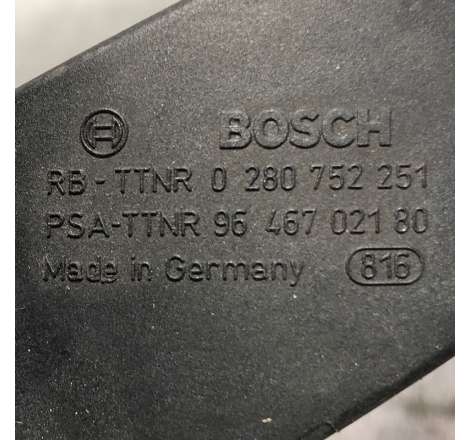 BOSCH
RB-TTNR 0 280 752 251
PSA-TTNR 96 467 021 80
Made in Germany 816